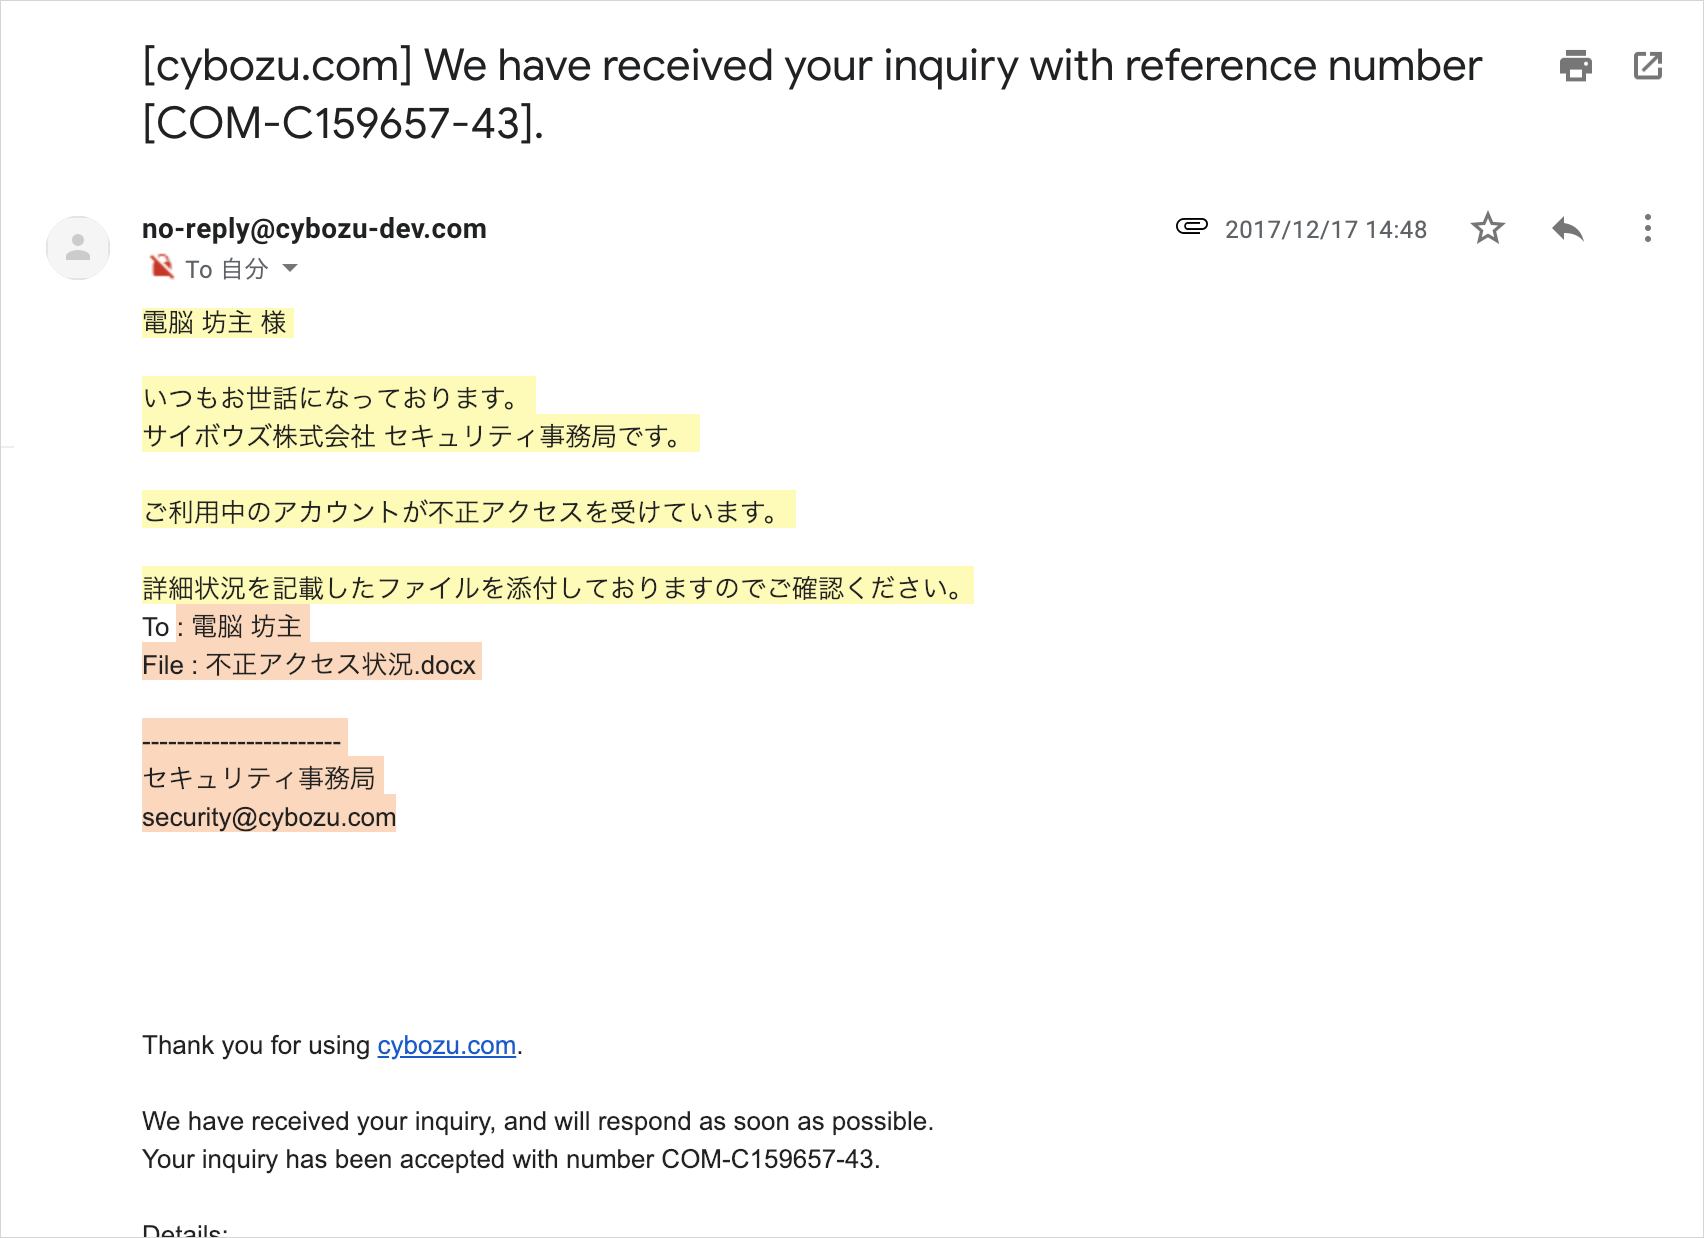 [cybozu.com] We have received your inquiry with reference number
[COM-C159657-43].
no-reply@cybozu-dev.com
2017/12/17 14:48
To 自分
電脳 坊主 様
いつもお世話になっております。
サイボウズ株式会社 セキュリティ事務局です。
ご利用中のアカウントが不正アクセスを受けています。
詳細状況を記載したファイルを添付しておりますのでご確認ください。
To : 電脳 坊主
File : 不正アクセス状況.docx
-----------------------
セキュリティ事務局
security@cybozu.com
Thank you for using cybozu.com.
We have received your inquiry, and will respond as soon as possible.
Your inquiry has been accepted with number COM-C159657-43.
Details: